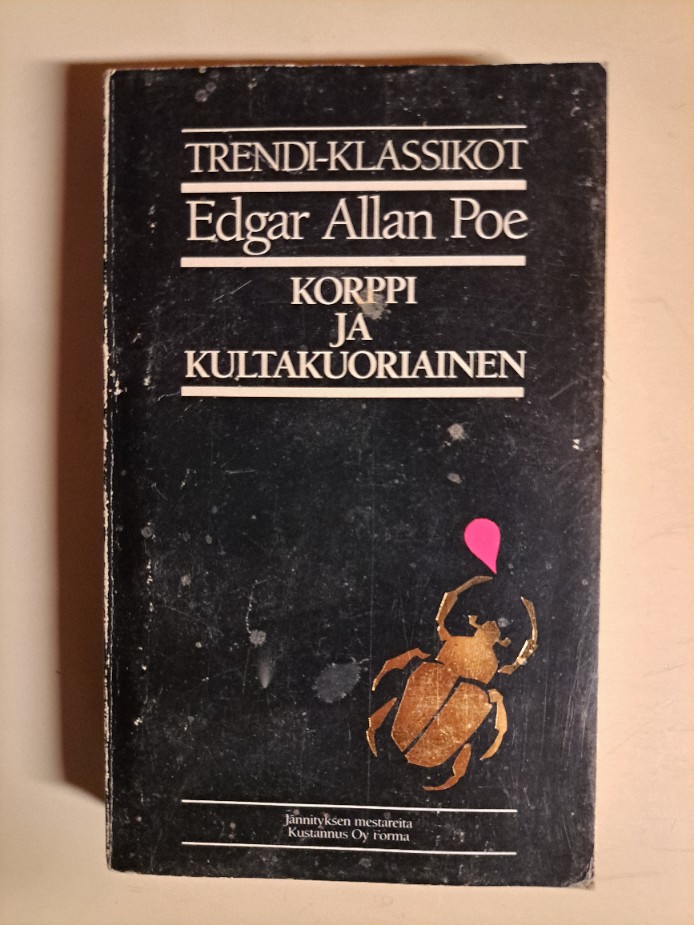 TRENDI-KLASSIKOT
Edgar Allan Poe
KORPPI
JA
KULTAKUORIAINEN
Jännityksen mestareita
Kustannus Oy Forma